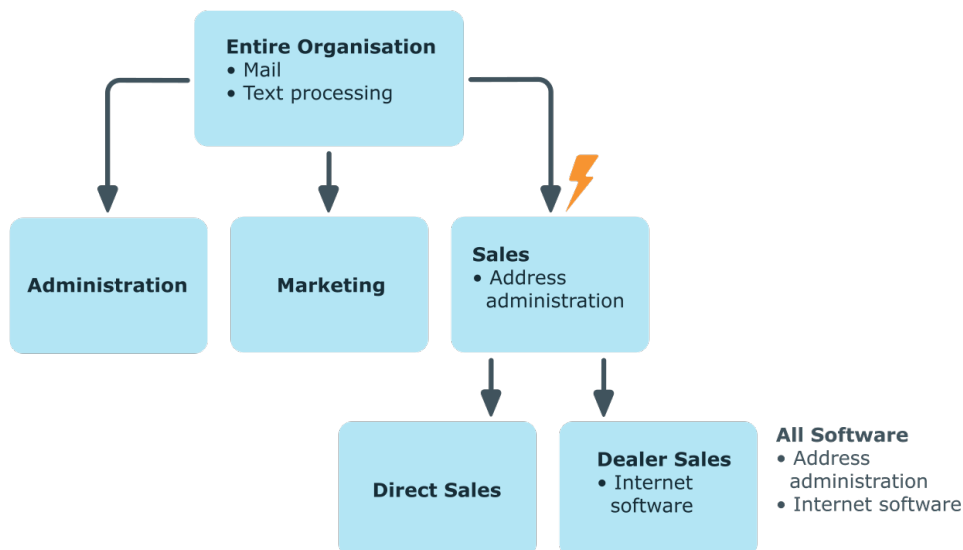 Entire Organisation
• Mail
• Text processing
Administration
Marketing
Sales
• Address
administration
Direct Sales
Dealer Sales
• Internet
software
All Software
• Address
administration
• Internet software